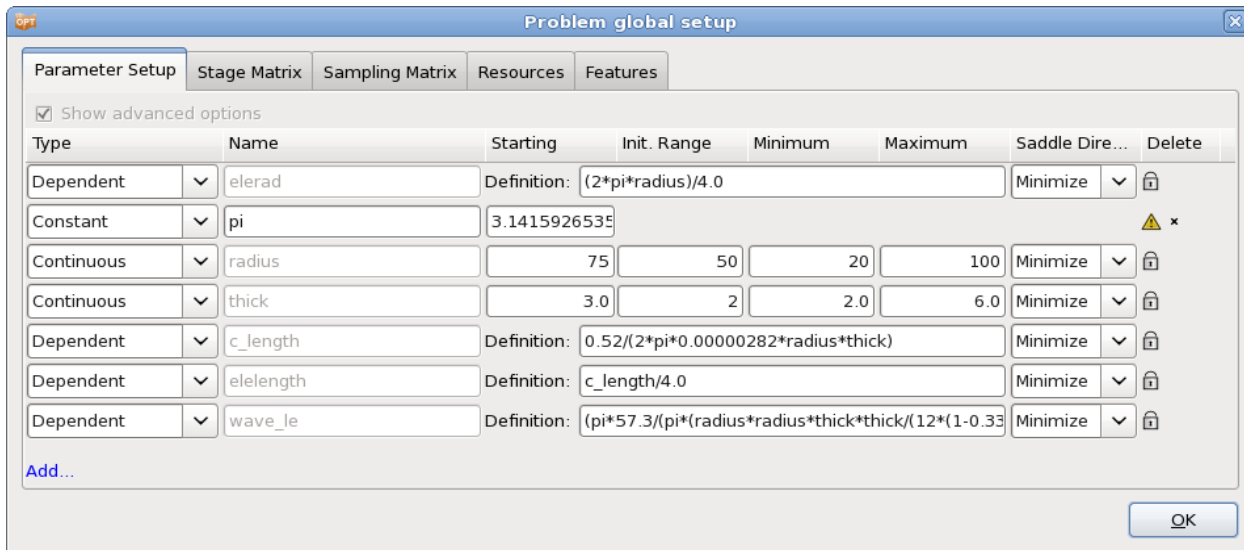 OPT Problem global setup
Parameter Setup Stage Matrix Sampling Matrix Resources Features
Show advanced options
Type Name Starting Init. Range Minimum Maximum Saddle Dire... Delete
Dependent elerad Definition: (2*pi*radius)/4.0 Minimize
Constant pi 3.1415926535
Continuous radius 75 50 20 100 Minimize
Continuous thick 3.0 2 2.0 6.0 Minimize
Dependent c_length Definition: 0.52/(2*pi*0.00000282*radius*thick) Minimize
Dependent elelength Definition: c_length/4.0 Minimize
Dependent wave_le Definition: (pi*57.3/(pi*(radius*radius*thick*thick/(12*(1-0.33 Minimize
Add...
OK